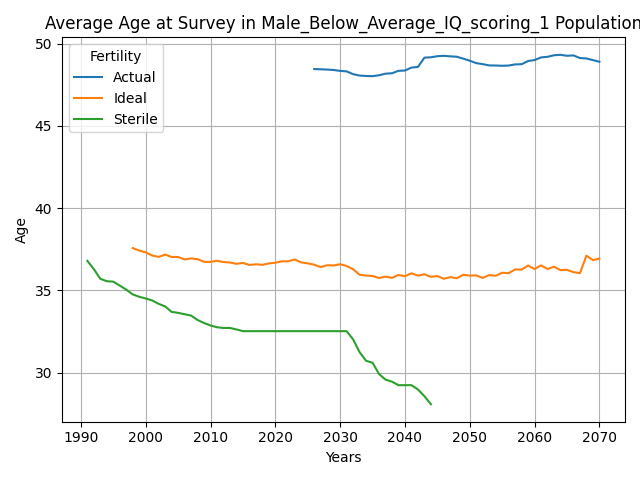 Average Age at Survey in Male_Below_Average_IQ_scoring_1 Population
Fertility
Actual
Ideal
Sterile
50
45
40
35
30
Age
1990
2000
2010
2020
2030
2040
2050
2060
2070
Years